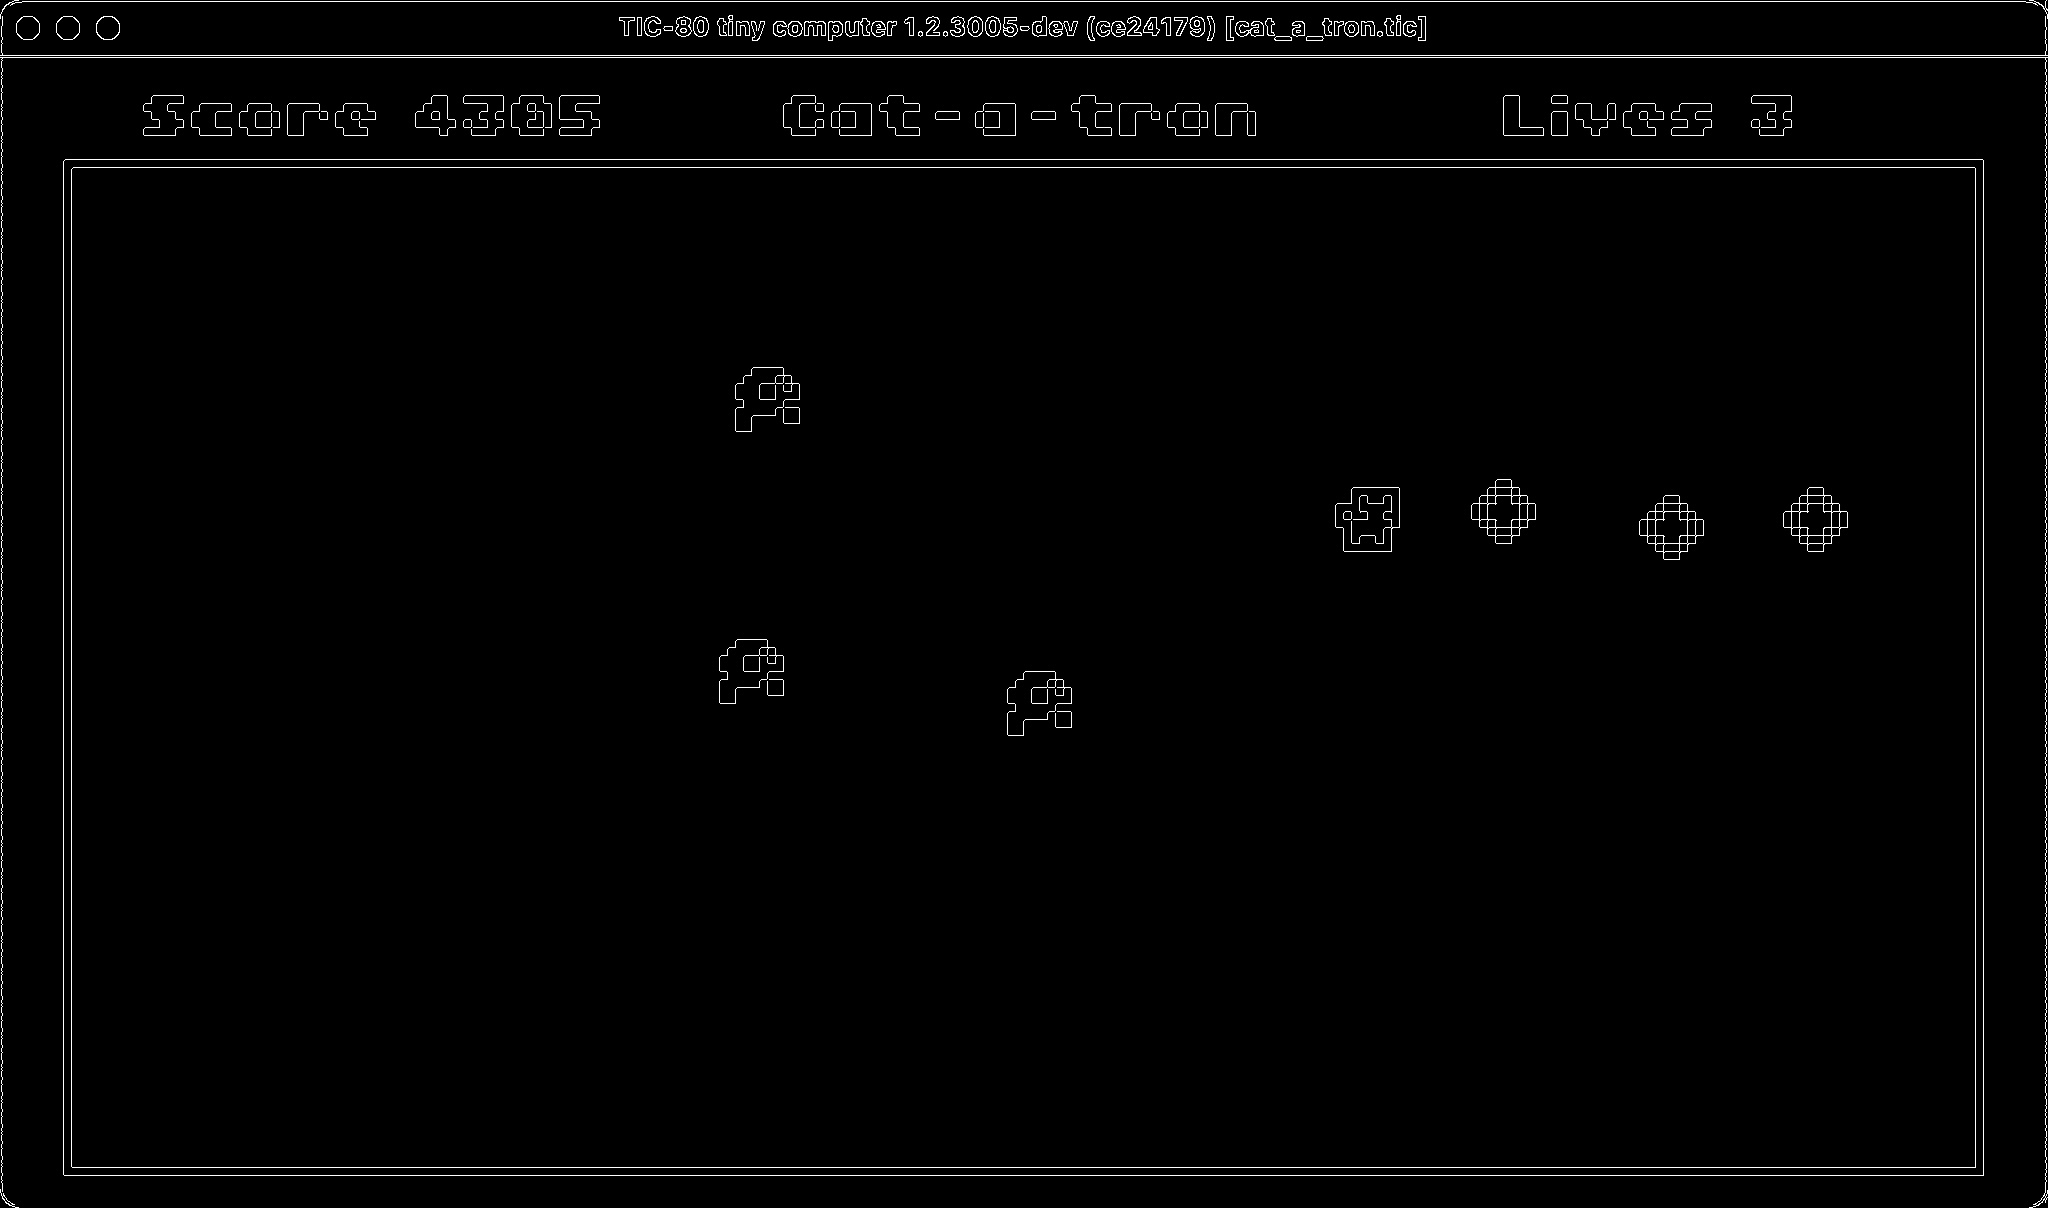 TIC-80 tiny computer 1.2.3005-dev (ce24179) [cat_a_tron.tic]
Score 4305 Cat-a-tron Lives 3